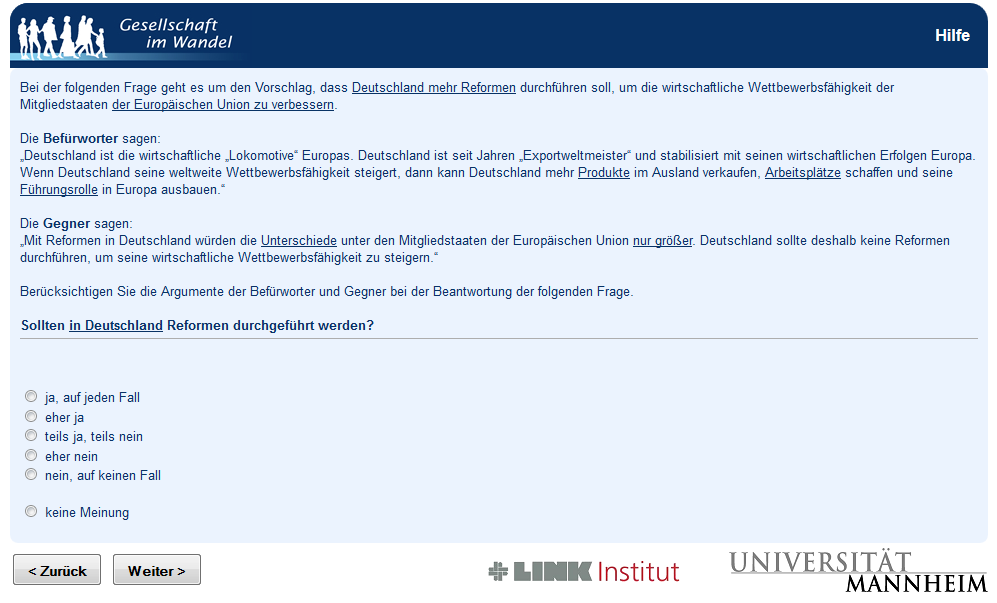 Gesellschaft
im Wandel
Hilfe
Bei der folgenden Frage geht es um den Vorschlag, dass Deutschland mehr Reformen durchführen soll, um die wirtschaftliche Wettbewerbsfähigkeit der
Mitgliedstaaten der Europäischen Union zu verbessern.
Die Befürworter sagen:
„Deutschland ist die wirtschaftliche „Lokomotive“ Europas. Deutschland ist seit Jahren „Exportweltmeister“ und stabilisiert mit seinen wirtschaftlichen Erfolgen Europa.
Wenn Deutschland seine weltweite Wettbewerbsfähigkeit steigert, dann kann Deutschland mehr Produkte im Ausland verkaufen, Arbeitsplätze schaffen und seine
Führungsrolle in Europa ausbauen.“
Die Gegner sagen:
„Mit Reformen in Deutschland würden die Unterschiede unter den Mitgliedstaaten der Europäischen Union nur größer. Deutschland sollte deshalb keine Reformen
durchführen, um seine wirtschaftliche Wettbewerbsfähigkeit zu steigern.“
Berücksichtigen Sie die Argumente der Befürworter und Gegner bei der Beantwortung der folgenden Frage.
Sollten in Deutschland Reformen durchgeführt werden?
ja, auf jeden Fall
eher ja
teils ja, teils nein
eher nein
nein, auf keinen Fall
keine Meinung
< Zurück
Weiter >
LINK Institut
UNIVERSITÄT
MANNHEIM